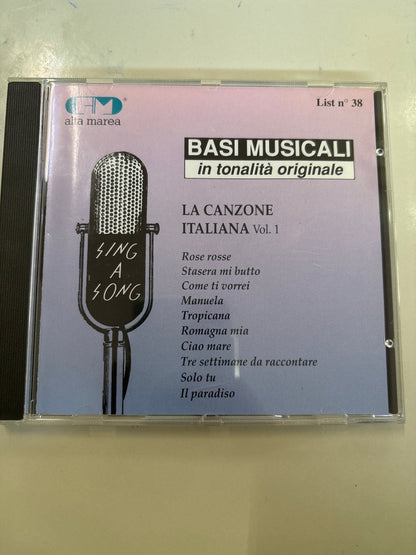 List n° 38
alta marea®
BASI MUSICALI
in tonalità originale
LA CANZONE
ITALIANA Vol. 1
SING
A
SONG
Rose rosse
Stasera mi butto
Come ti vorrei
Manuela
Tropicana
Romagna mia
Ciao mare
Tre settimane da raccontare
Solo tu
Il paradiso